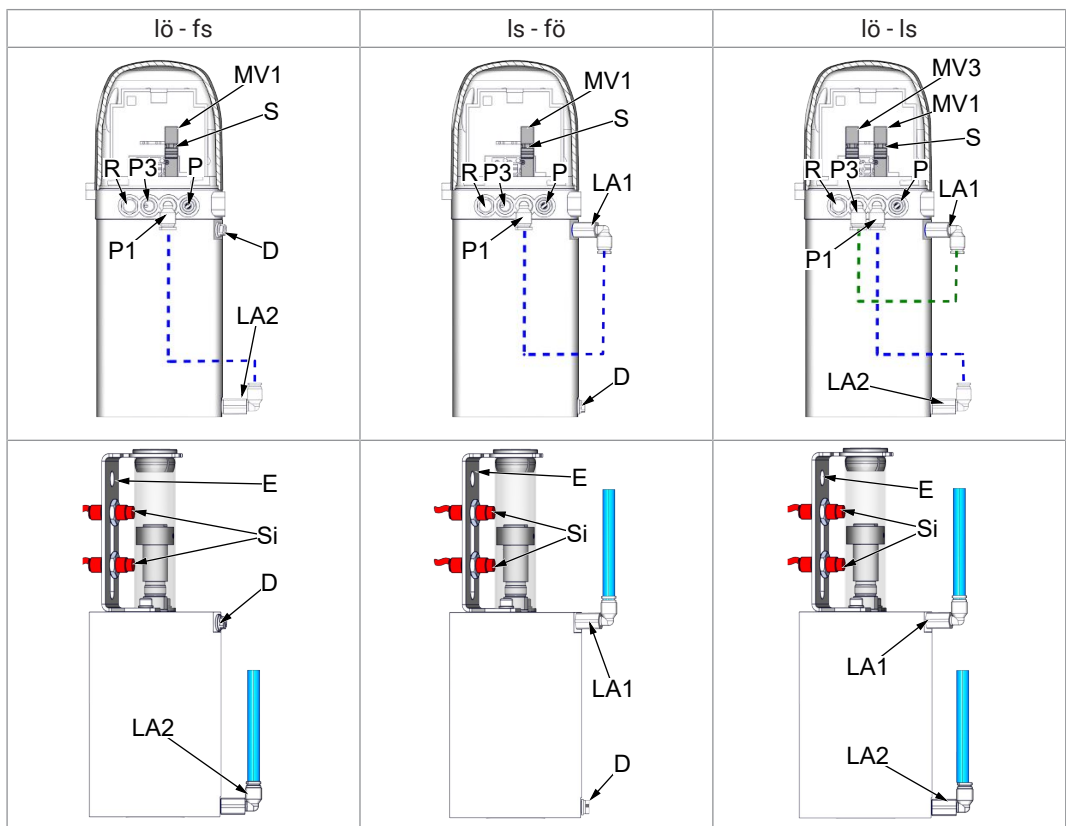 lö - fs
ls - fö
lö - ls
MV1
S
R P3 P
P1
D
LA2
MV1
S
R P3 P
LA1
P1
D
MV3
MV1
S
R P3 P
LA1
P1
LA2
E
Si
D
LA2
E
Si
LA1
D
E
Si
LA1
LA2